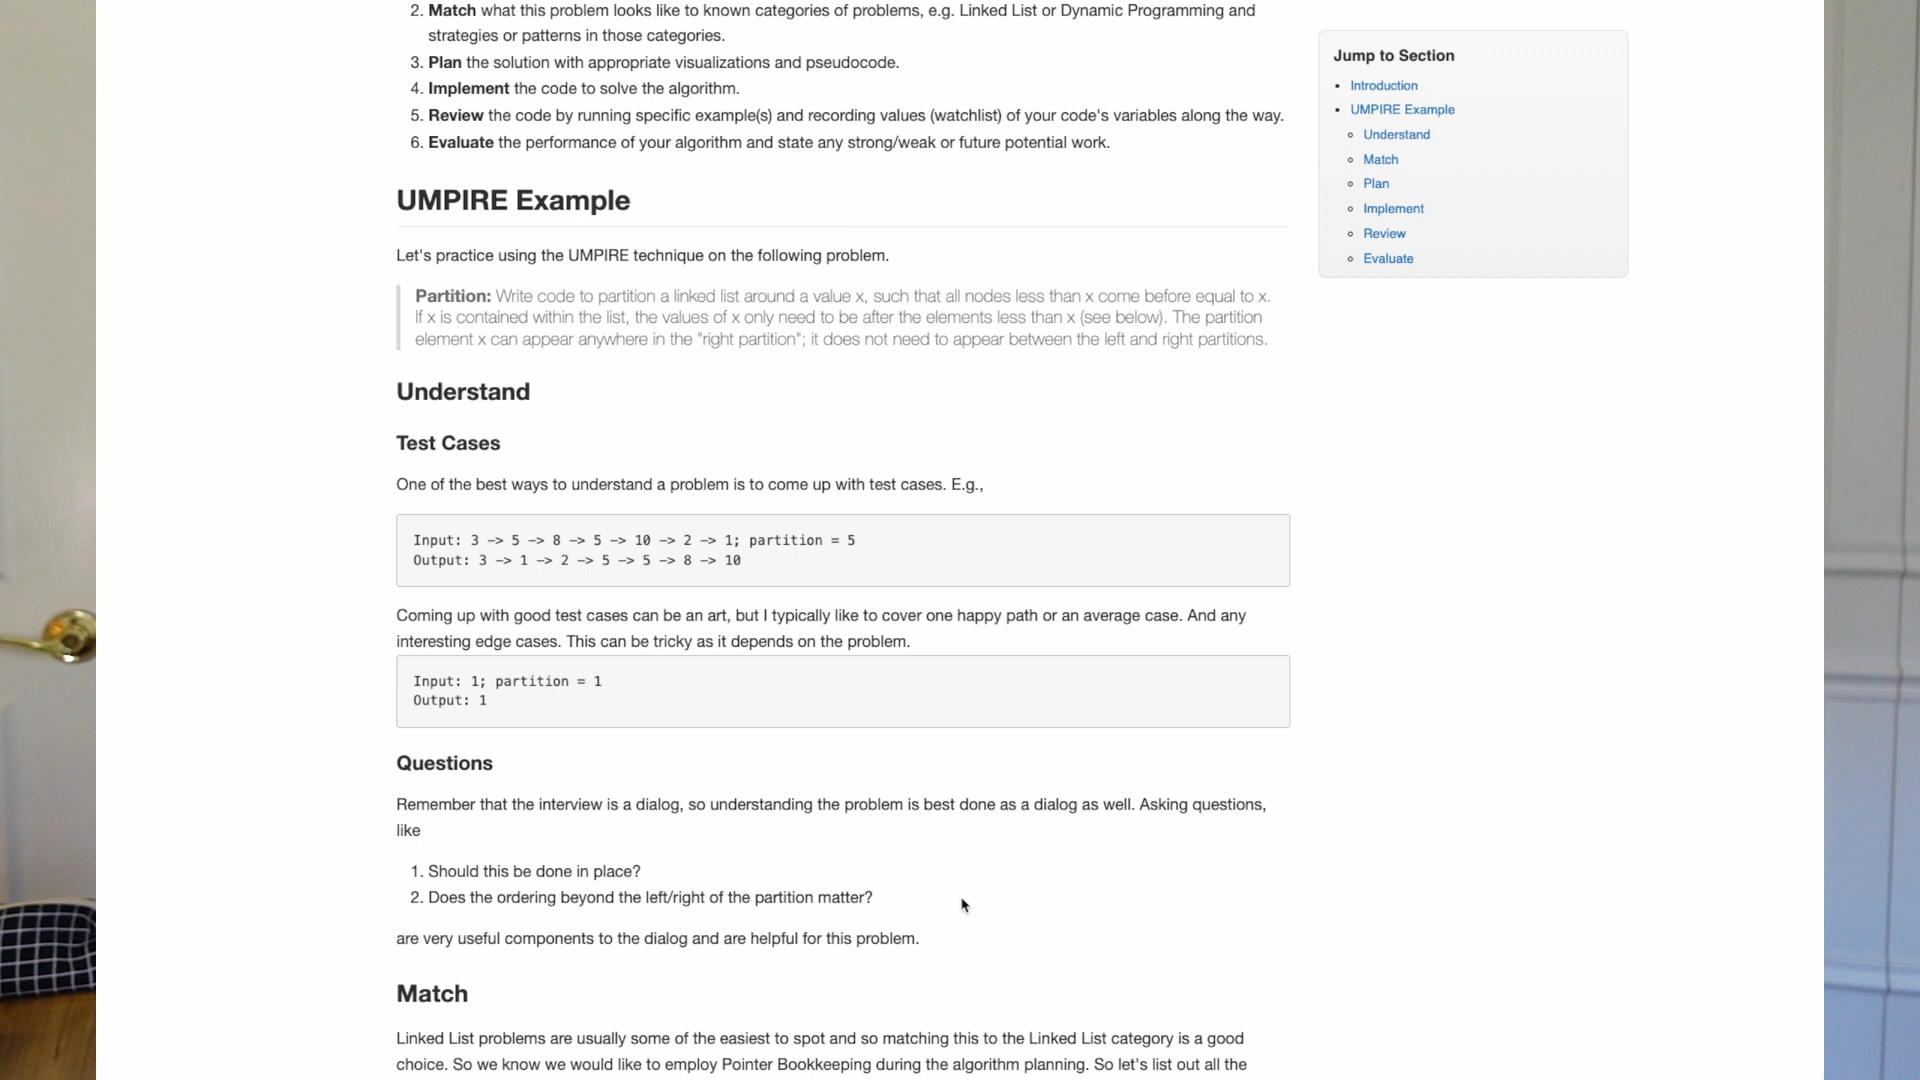 2. Match what this problem looks like to known categories of problems, e.g. Linked List or Dynamic Programming and
strategies or patterns in those categories.
3. Plan the solution with appropriate visualizations and pseudocode.
4. Implement the code to solve the algorithm.
5. Review the code by running specific example(s) and recording values (watchlist) of your code's variables along the way.
6. Evaluate the performance of your algorithm and state any strong/weak or future potential work.
UMPIRE Example
Let's practice using the UMPIRE technique on the following problem.
Partition: Write code to partition a linked list around a value x, such that all nodes less than x come before equal to x.
If x is contained within the list, the values of x only need to be after the elements less than x (see below). The partition
element x can appear anywhere in the "right partition"; it does not need to appear between the left and right partitions.
Understand
Test Cases
One of the best ways to understand a problem is to come up with test cases. E.g.,
Input: 3 -> 5 -> 8 -> 5 -> 10 -> 2 -> 1; partition = 5
Output: 3 -> 1 -> 2 -> 5 -> 5 -> 8 -> 10
Coming up with good test cases can be an art, but I typically like to cover one happy path or an average case. And any
interesting edge cases. This can be tricky as it depends on the problem.
Input: 1; partition = 1
Output: 1
Questions
Remember that the interview is a dialog, so understanding the problem is best done as a dialog as well. Asking questions,
like
1. Should this be done in place?
2. Does the ordering beyond the left/right of the partition matter?
are very useful components to the dialog and are helpful for this problem.
Match
Linked List problems are usually some of the easiest to spot and so matching this to the Linked List category is a good
choice. So we know we would like to employ Pointer Bookkeeping during the algorithm planning. So let's list out all the
Jump to Section
Introduction
UMPIRE Example
Understand
Match
Plan
Implement
Review
Evaluate